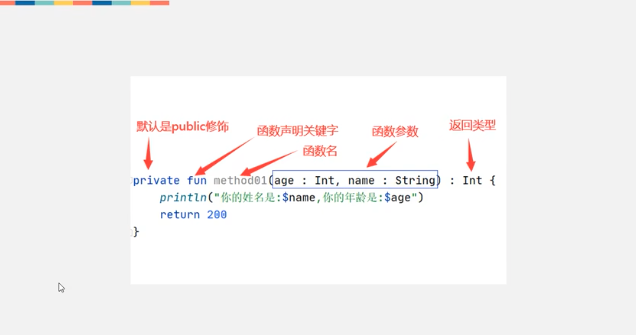 默认是public修饰
函数声明关键字
函数参数
返回类型
函数名
private fun method01(age : Int, name : String) : Int {
println("你的姓名是:$name,你的年龄是:$age")
return 200
}